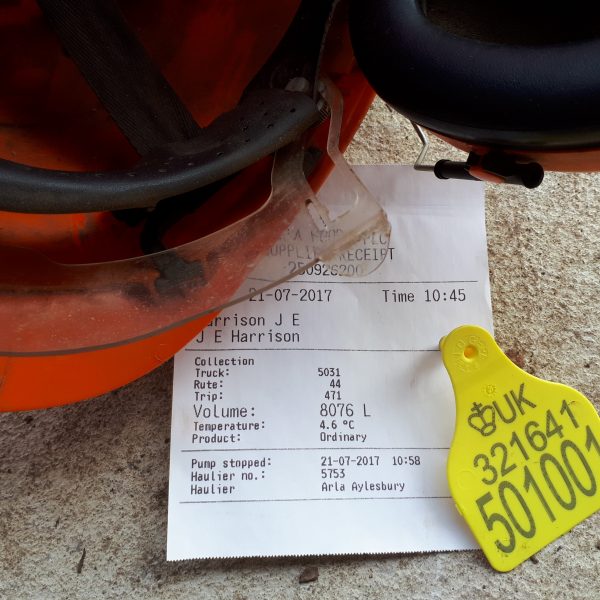 RECEIPT
21-07-2017 Time 10:45
Harrison J E
J E Harrison
Collection
Truck: 5031
Rute: 44
Trip: 471
Volume: 8076 L
Temperature: 4.6 °C
Product: Ordinary
Pump stopped: 21-07-2017 10:58
Haulier no.: 5753
Haulier Arla Aylesbury
UK
321641
501001